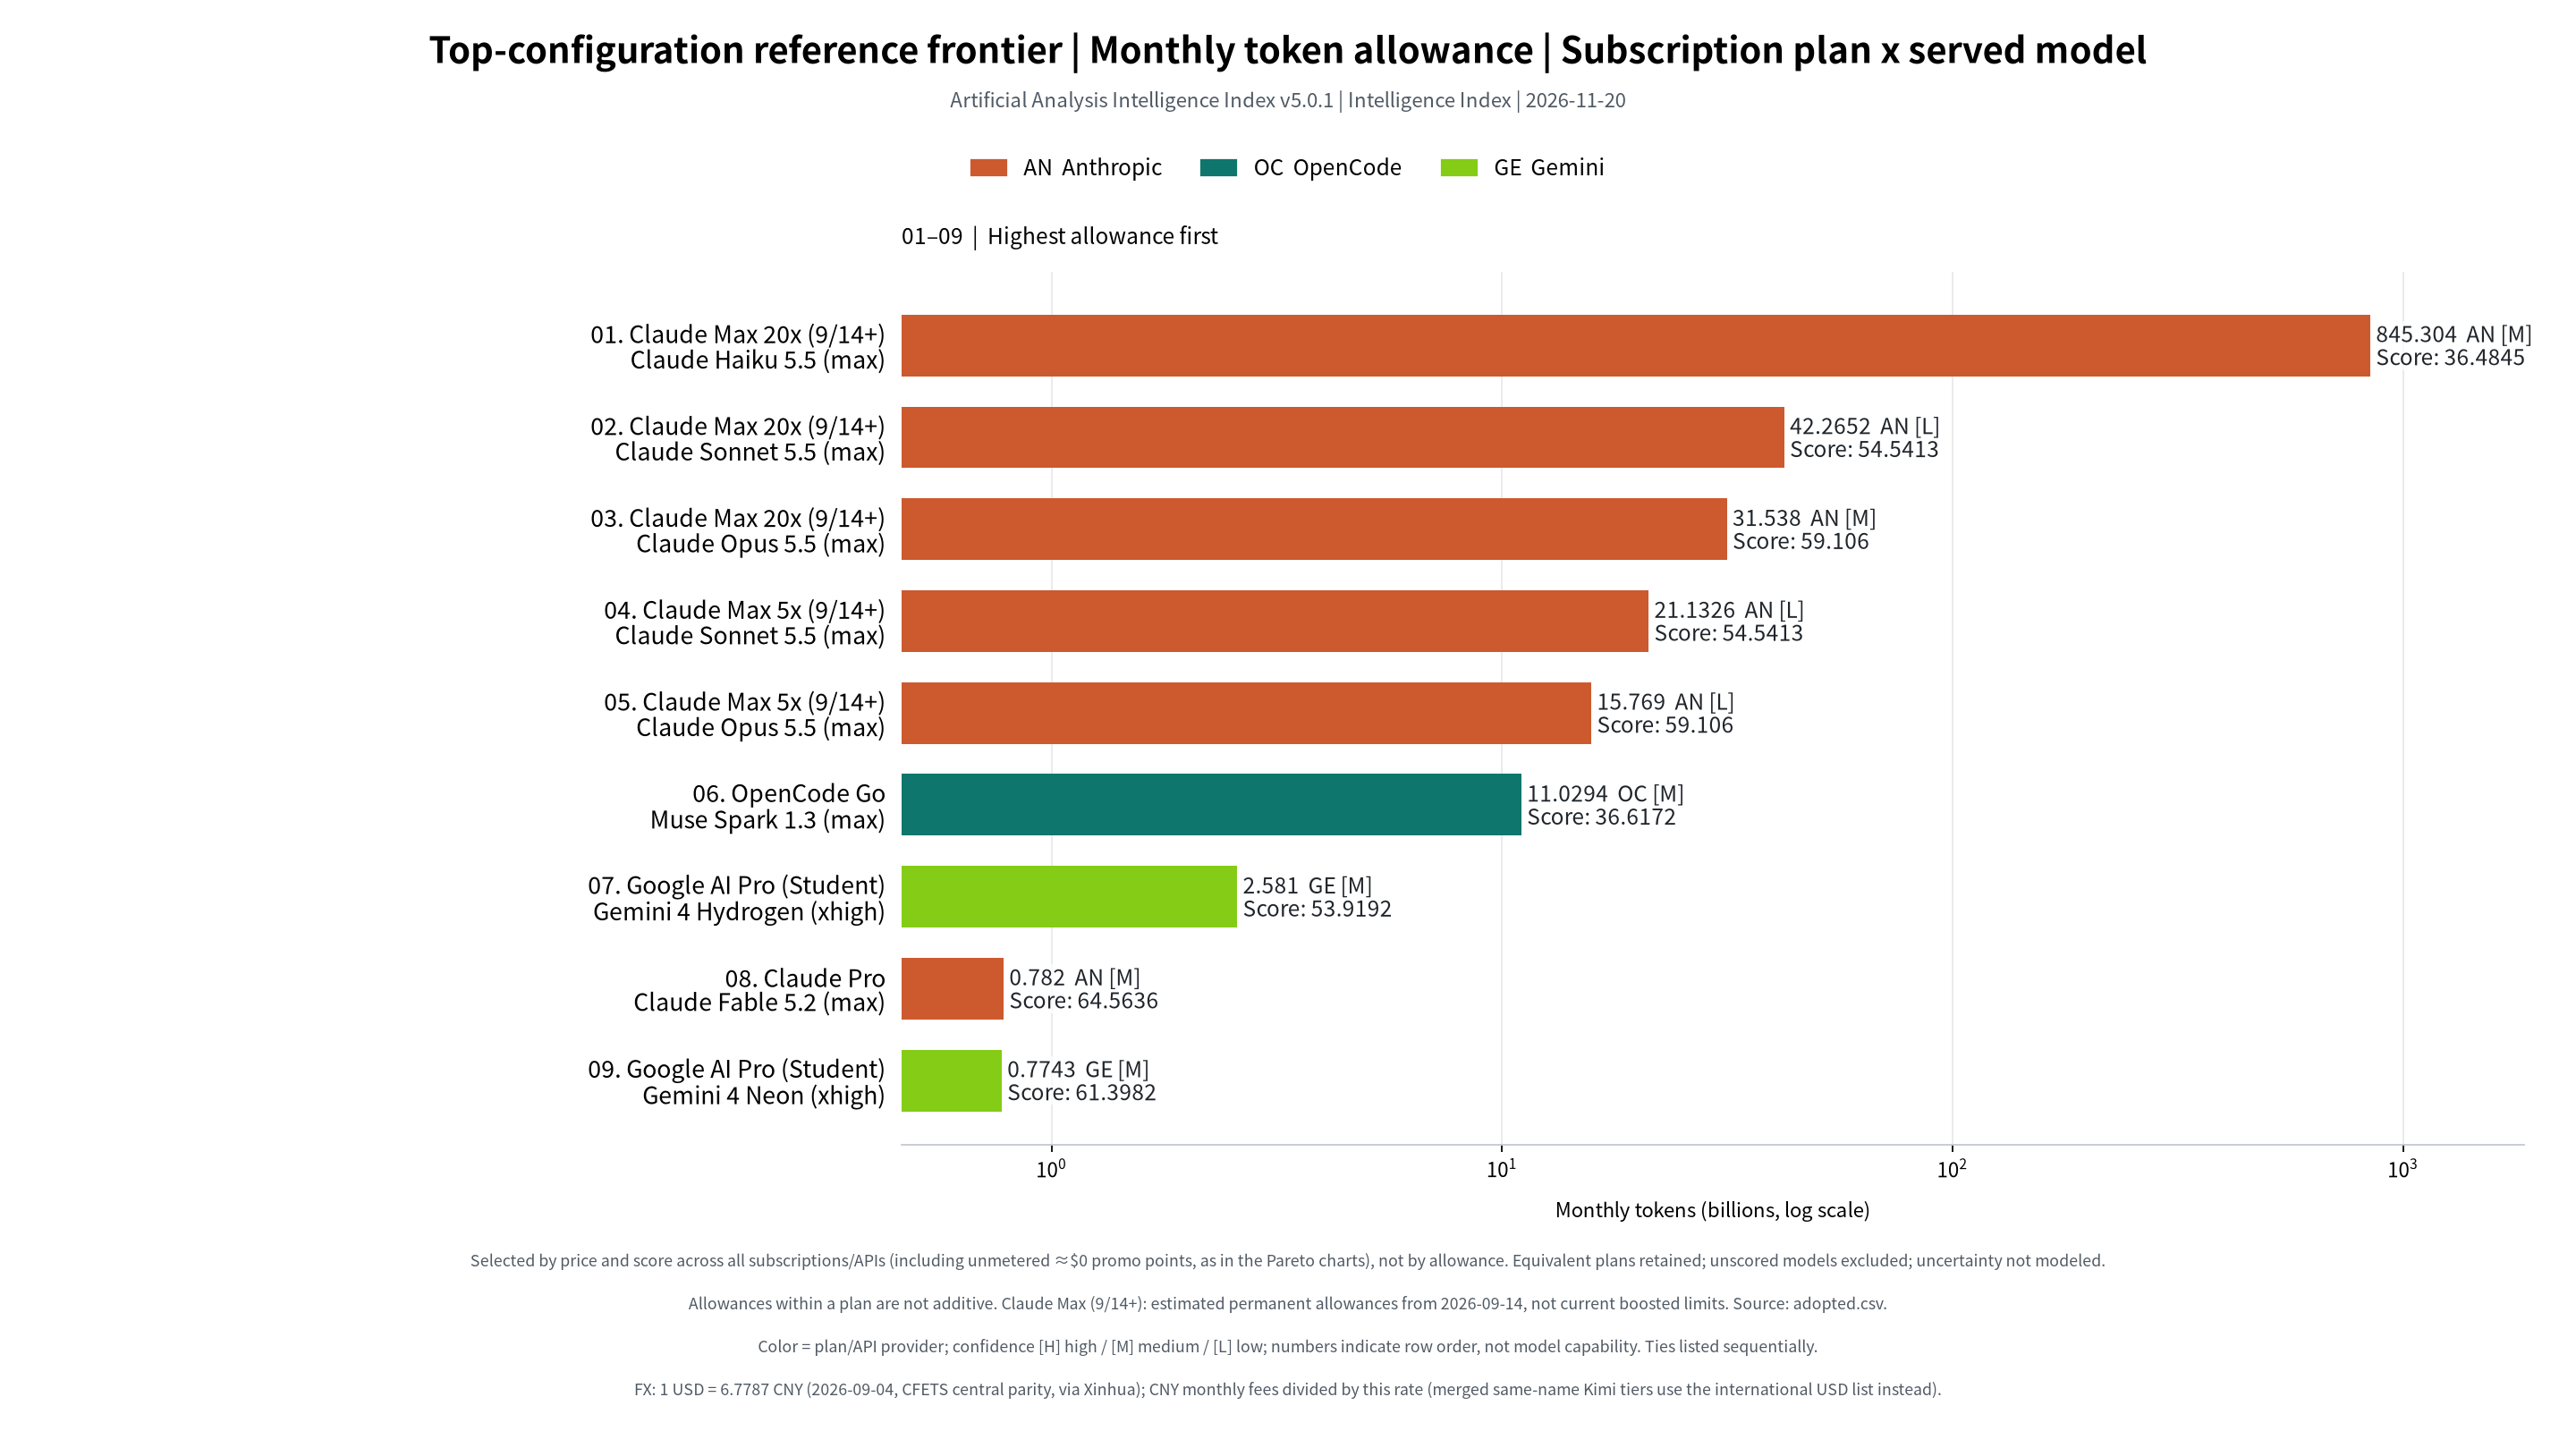 Top-configuration reference frontier | Monthly token allowance | Subscription plan x served model
Artificial Analysis Intelligence Index v5.0.1 | Intelligence Index | 2026-11-20
AN Anthropic
OC OpenCode
GE Gemini
01–09 | Highest allowance first
01. Claude Max 20x (9/14+)
Claude Haiku 5.5 (max)
845.304 AN [M]
Score: 36.4845
02. Claude Max 20x (9/14+)
Claude Sonnet 5.5 (max)
42.2652 AN [L]
Score: 54.5413
03. Claude Max 20x (9/14+)
Claude Opus 5.5 (max)
31.538 AN [M]
Score: 59.106
04. Claude Max 5x (9/14+)
Claude Sonnet 5.5 (max)
21.1326 AN [L]
Score: 54.5413
05. Claude Max 5x (9/14+)
Claude Opus 5.5 (max)
15.769 AN [L]
Score: 59.106
06. OpenCode Go
Muse Spark 1.3 (max)
11.0294 OC [M]
Score: 36.6172
07. Google AI Pro (Student)
Gemini 4 Hydrogen (xhigh)
2.581 GE [M]
Score: 53.9192
08. Claude Pro
Claude Fable 5.2 (max)
0.782 AN [M]
Score: 64.5636
09. Google AI Pro (Student)
Gemini 4 Neon (xhigh)
0.7743 GE [M]
Score: 61.3982
10⁰
10¹
10²
10³
Monthly tokens (billions, log scale)
Selected by price and score across all subscriptions/APIs (including unmetered ≈$0 promo points, as in the Pareto charts), not by allowance. Equivalent plans retained; unscored models excluded; uncertainty not modeled.
Allowances within a plan are not additive. Claude Max (9/14+): estimated permanent allowances from 2026-09-14, not current boosted limits. Source: adopted.csv.
Color = plan/API provider; confidence [H] high / [M] medium / [L] low; numbers indicate row order, not model capability. Ties listed sequentially.
FX: 1 USD = 6.7787 CNY (2026-09-04, CFETS central parity, via Xinhua); CNY monthly fees divided by this rate (merged same-name Kimi tiers use the international USD list instead).